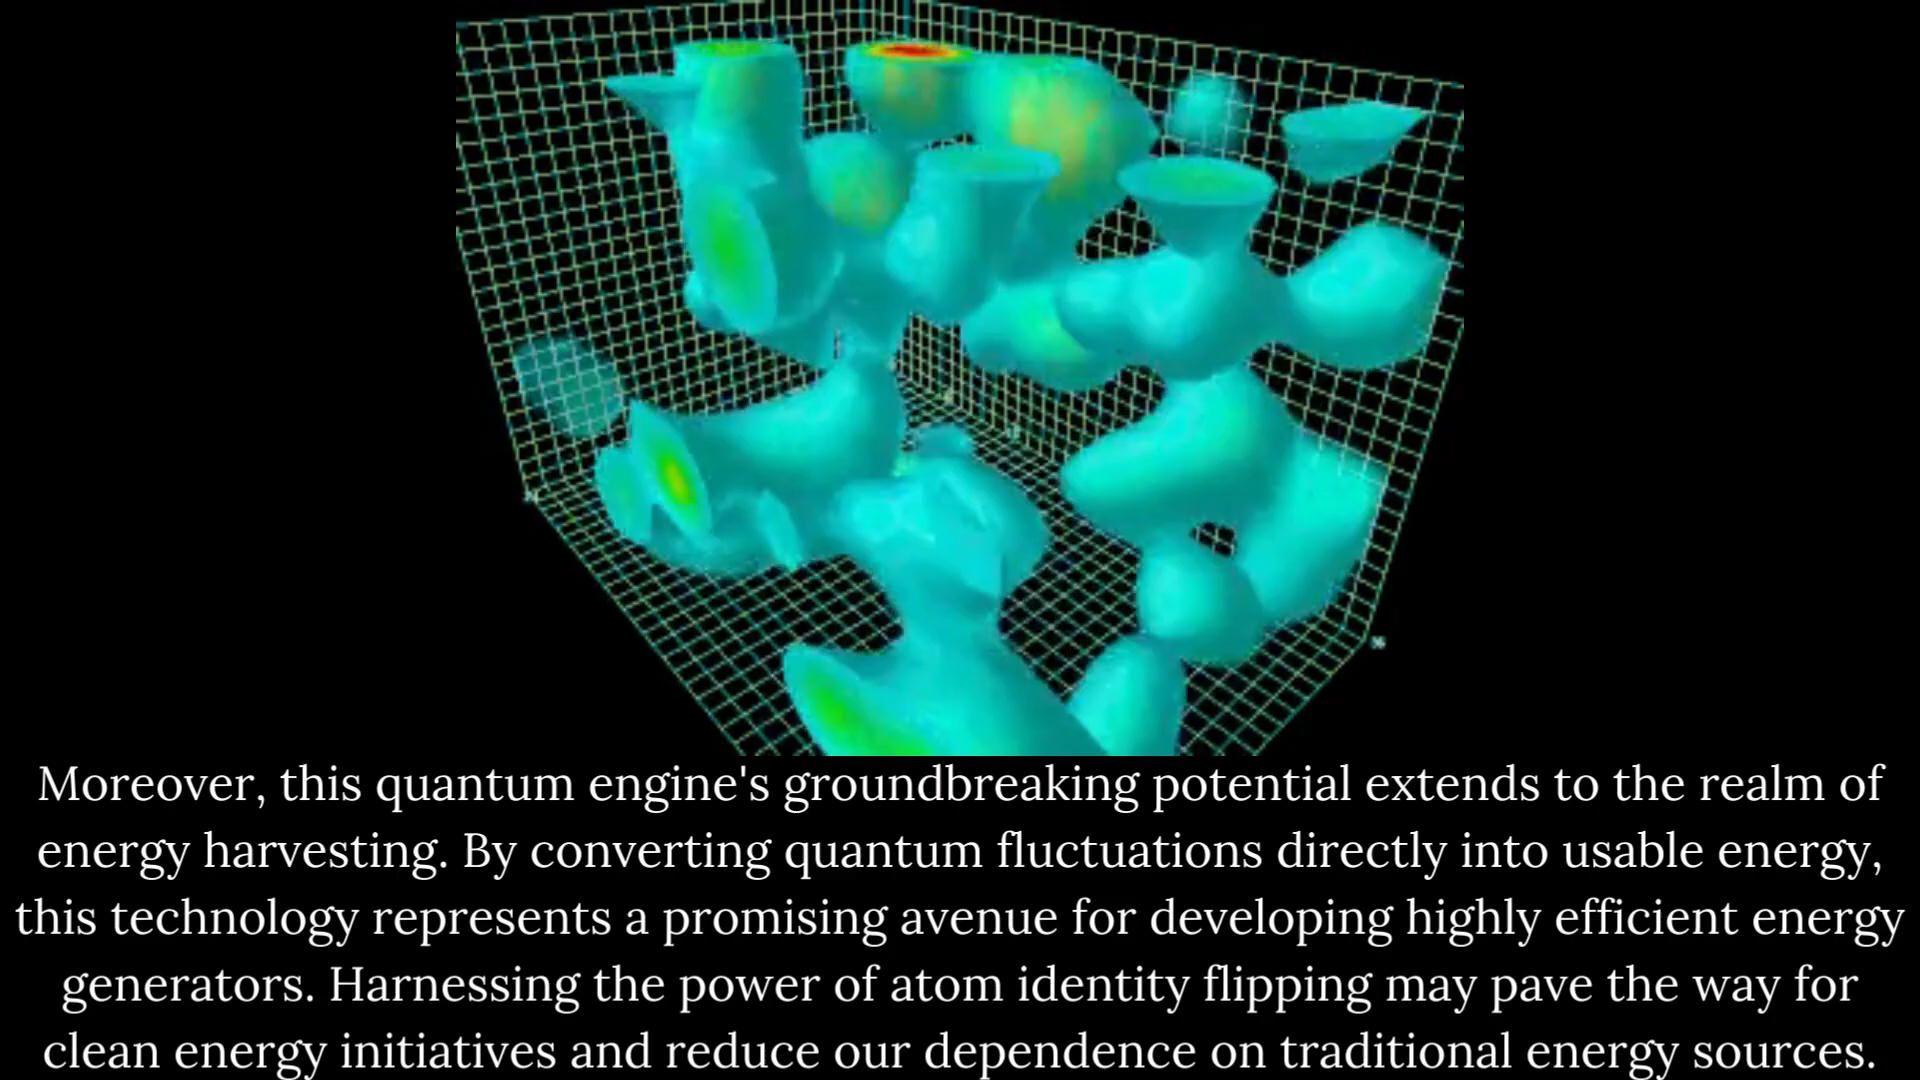 Moreover, this quantum engine's groundbreaking potential extends to the realm of
energy harvesting. By converting quantum fluctuations directly into usable energy,
this technology represents a promising avenue for developing highly efficient energy
generators. Harnessing the power of atom identity flipping may pave the way for
clean energy initiatives and reduce our dependence on traditional energy sources.